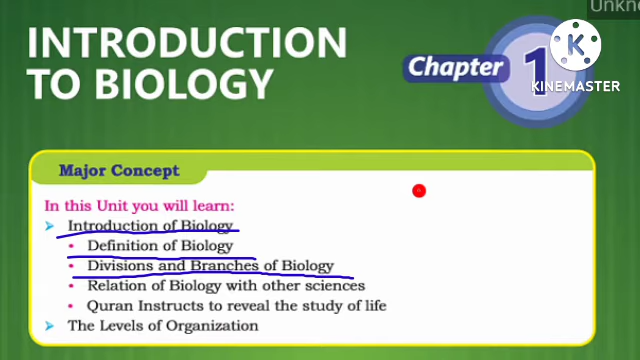 Unkn
INTRODUCTION
TO BIOLOGY
Chapter 1
K
KINEMASTER
Major Concept
In this Unit you will learn:
➢ Introduction of Biology
• Definition of Biology
• Divisions and Branches of Biology
• Relation of Biology with other sciences
• Quran Instructs to reveal the study of life
➢ The Levels of Organization